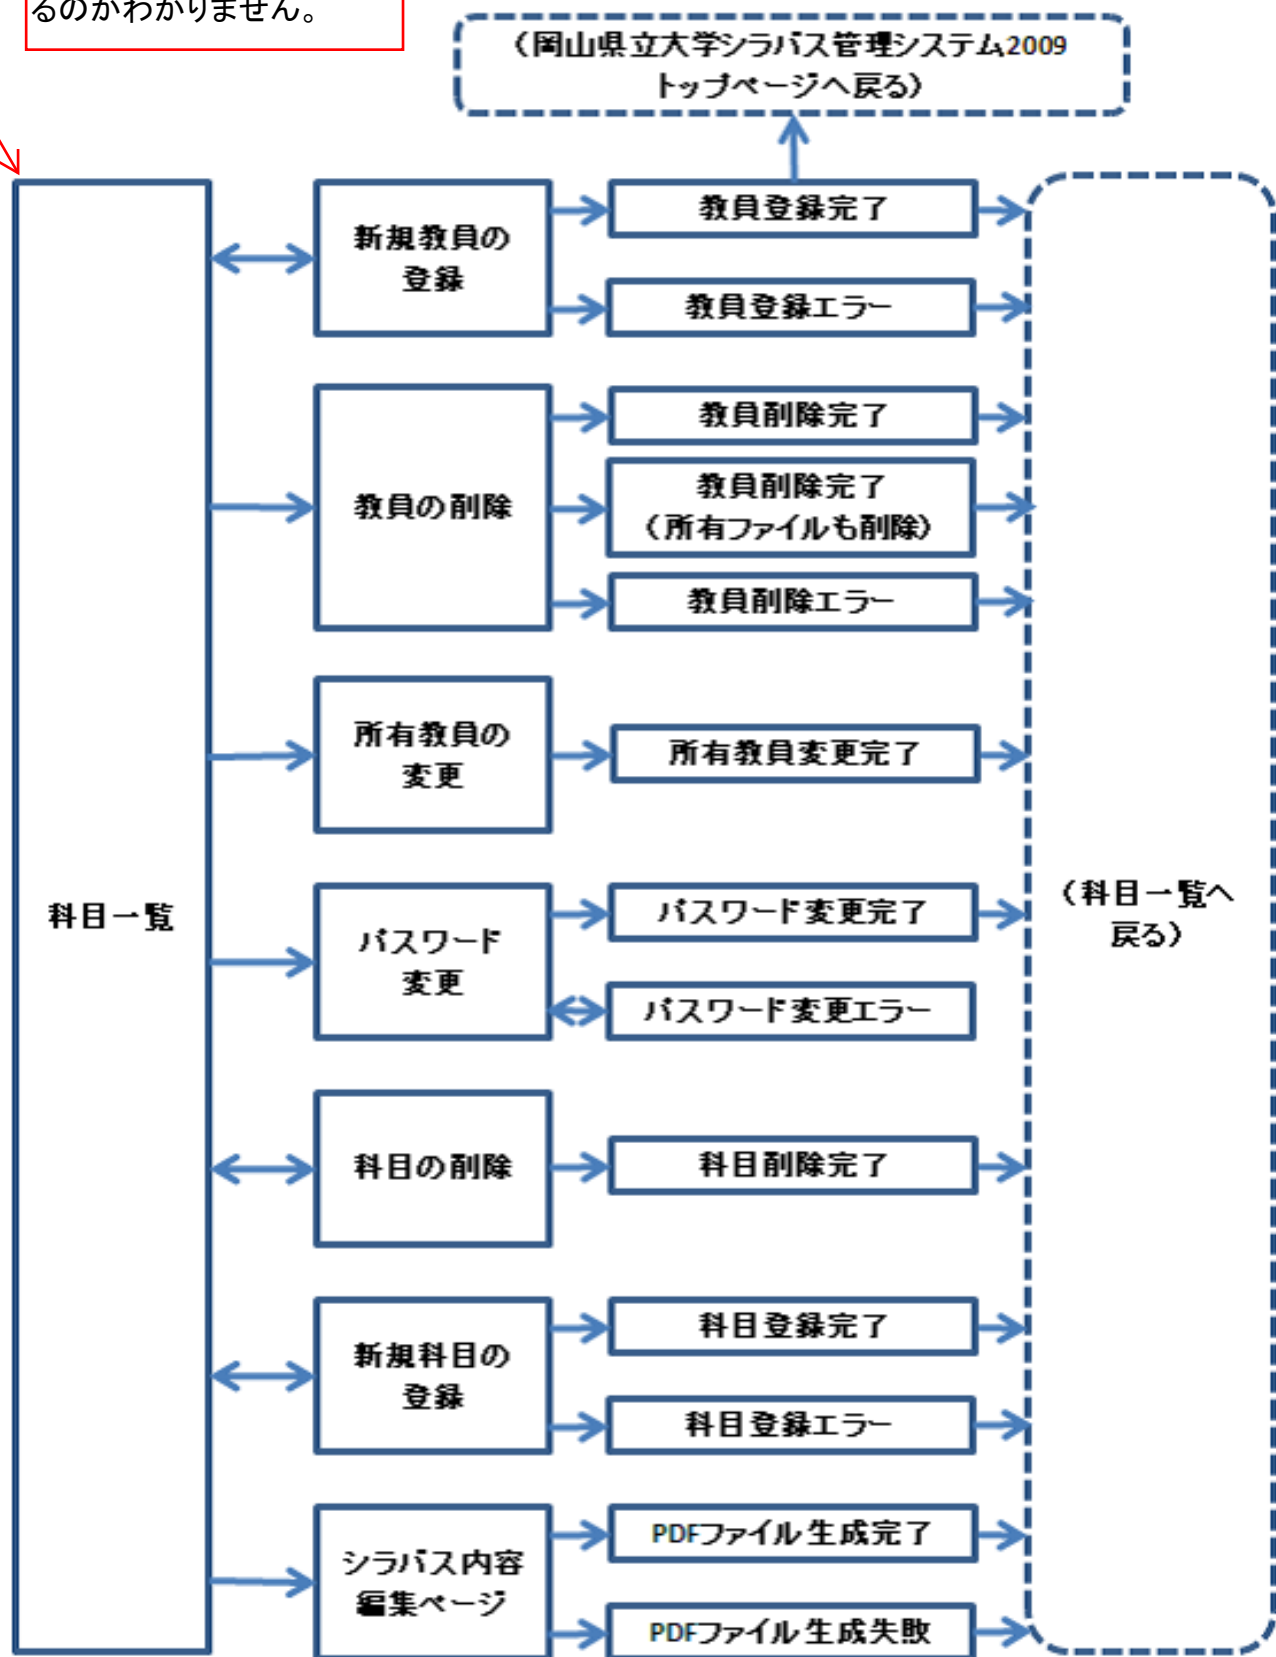 るのかわかりません。
（岡山県立大学シラバス管理システム2009
トップページへ戻る）
科目一覧
新規教員の
登録
教員登録完了
教員登録エラー
教員の削除
教員削除完了
教員削除完了
（所有ファイルも削除）
教員削除エラー
所有教員の
変更
所有教員変更完了
パスワード
変更
パスワード変更完了
パスワード変更エラー
科目の削除
科目削除完了
新規科目の
登録
科目登録完了
科目登録エラー
シラバス内容
編集ページ
PDFファイル生成完了
PDFファイル生成失敗
（科目一覧へ
戻る）